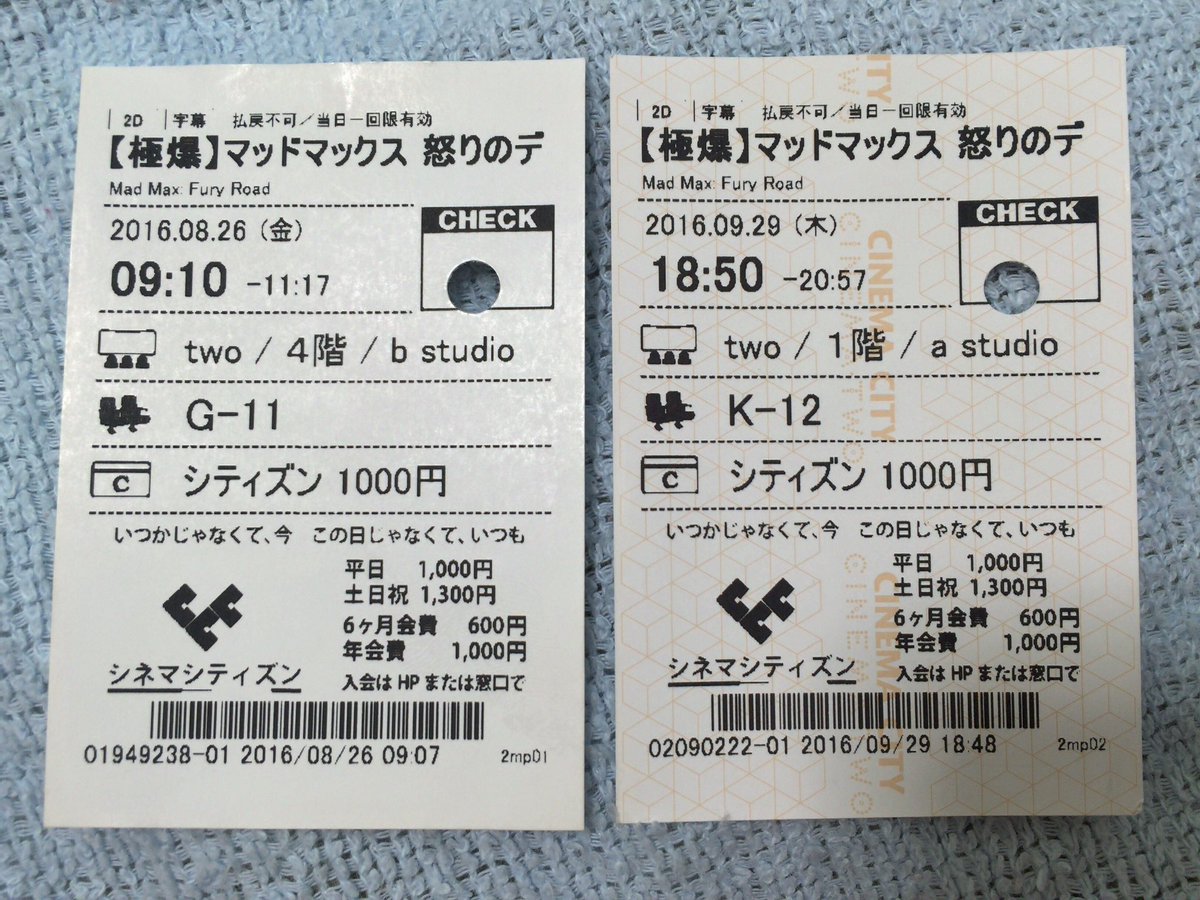 2D 字幕 払戻不可/当日一回限有効
【極爆】マッドマックス 怒りのデ
Mad Max: Fury Road
2016.08.26 (金)
CHECK
09:10 -11:17
two / 4階 / b studio
G-11
C シティズン 1000円
いつかじゃなくて、今 この日じゃなくて、いつも
平日 1,000円
土日祝 1,300円
6ヶ月会費 600円
年会費 1,000円
シネマシティズン
入会は HP または窓口で
01949238-01 2016/08/26 09:07
2mp01
2D 字幕 払戻不可/当日一回限有効
【極爆】マッドマックス 怒りのデ
Mad Max: Fury Road
2016.09.29 (木)
CHECK
18:50 -20:57
two / 1階 / a studio
K-12
C シティズン 1000円
いつかじゃなくて、今 この日じゃなくて、いつも
平日 1,000円
土日祝 1,300円
6ヶ月会費 600円
年会費 1,000円
シネマシティズン
入会は HP または窓口で
02090222-01 2016/09/29 18:48
2mp02
CINEMA CITY
CINEMA TWO
CINEMA CITY
CINEMA TWO
CITY